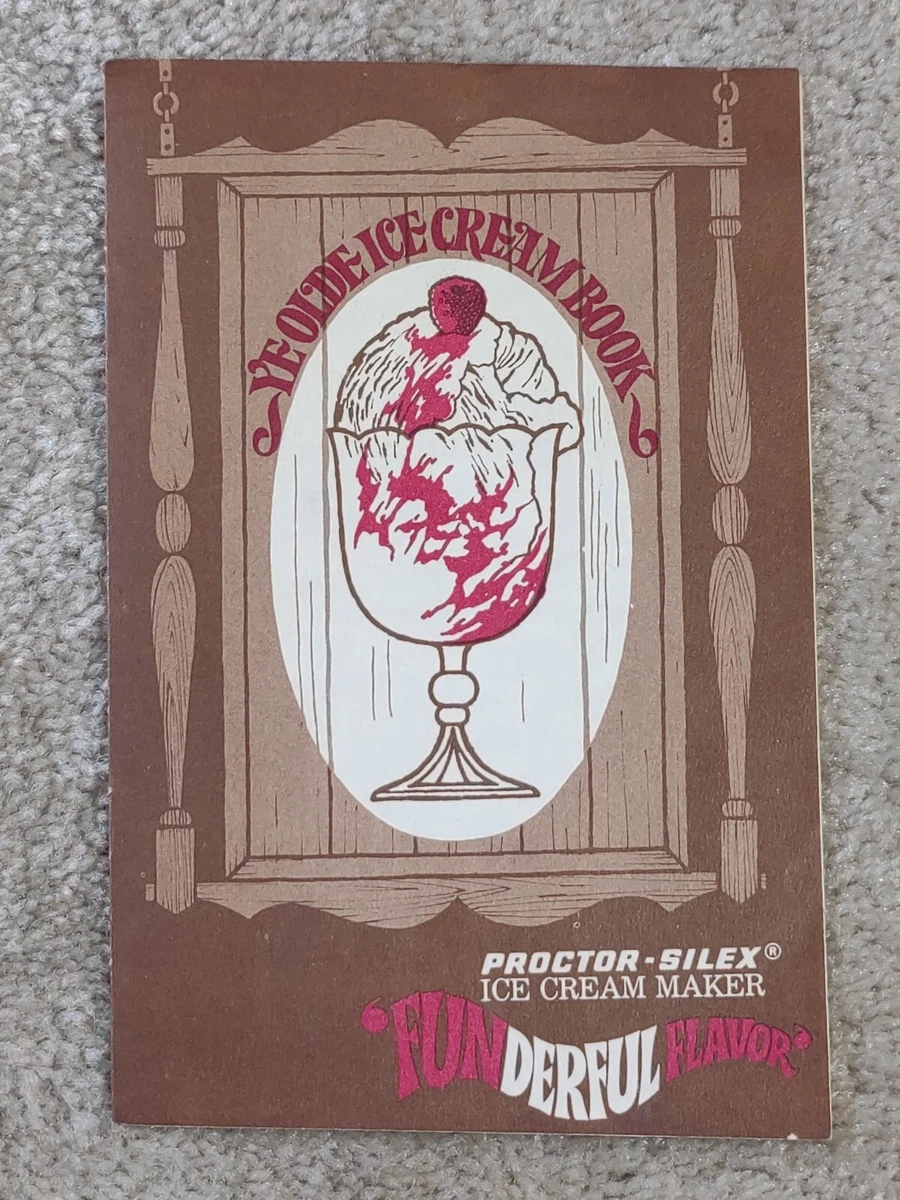 YE OLDE ICE CREAM BOOK
PROCTOR-SILEX®
ICE CREAM MAKER
"FUNDERFUL FLAVOR"